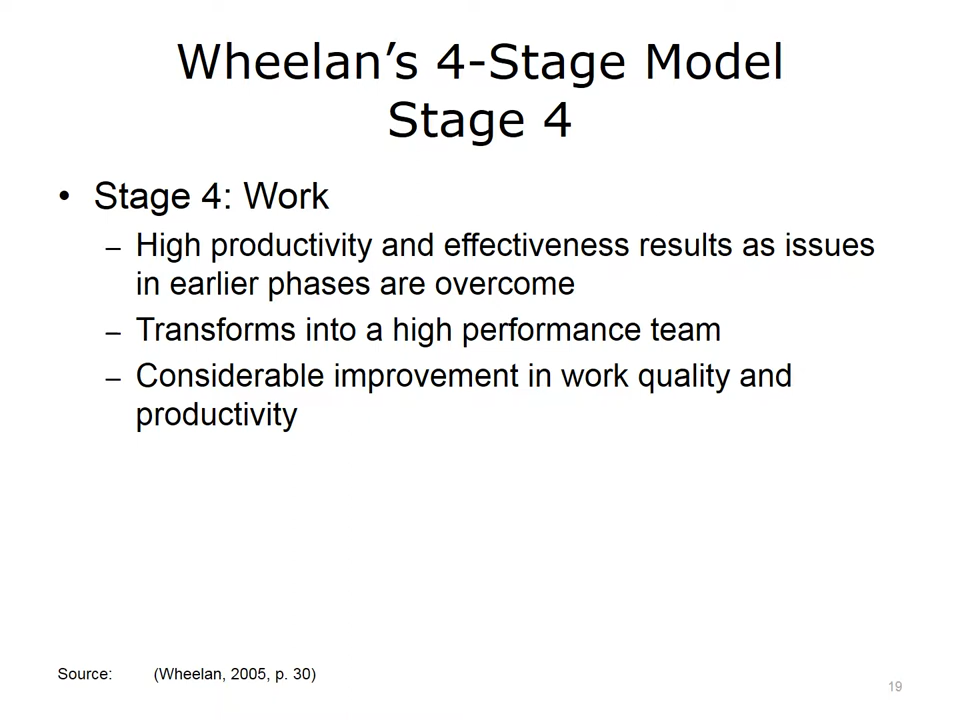 Wheelan’s 4-Stage Model
Stage 4
• Stage 4: Work
– High productivity and effectiveness results as issues
in earlier phases are overcome
– Transforms into a high performance team
– Considerable improvement in work quality and
productivity
Source: (Wheelan, 2005, p. 30)
19